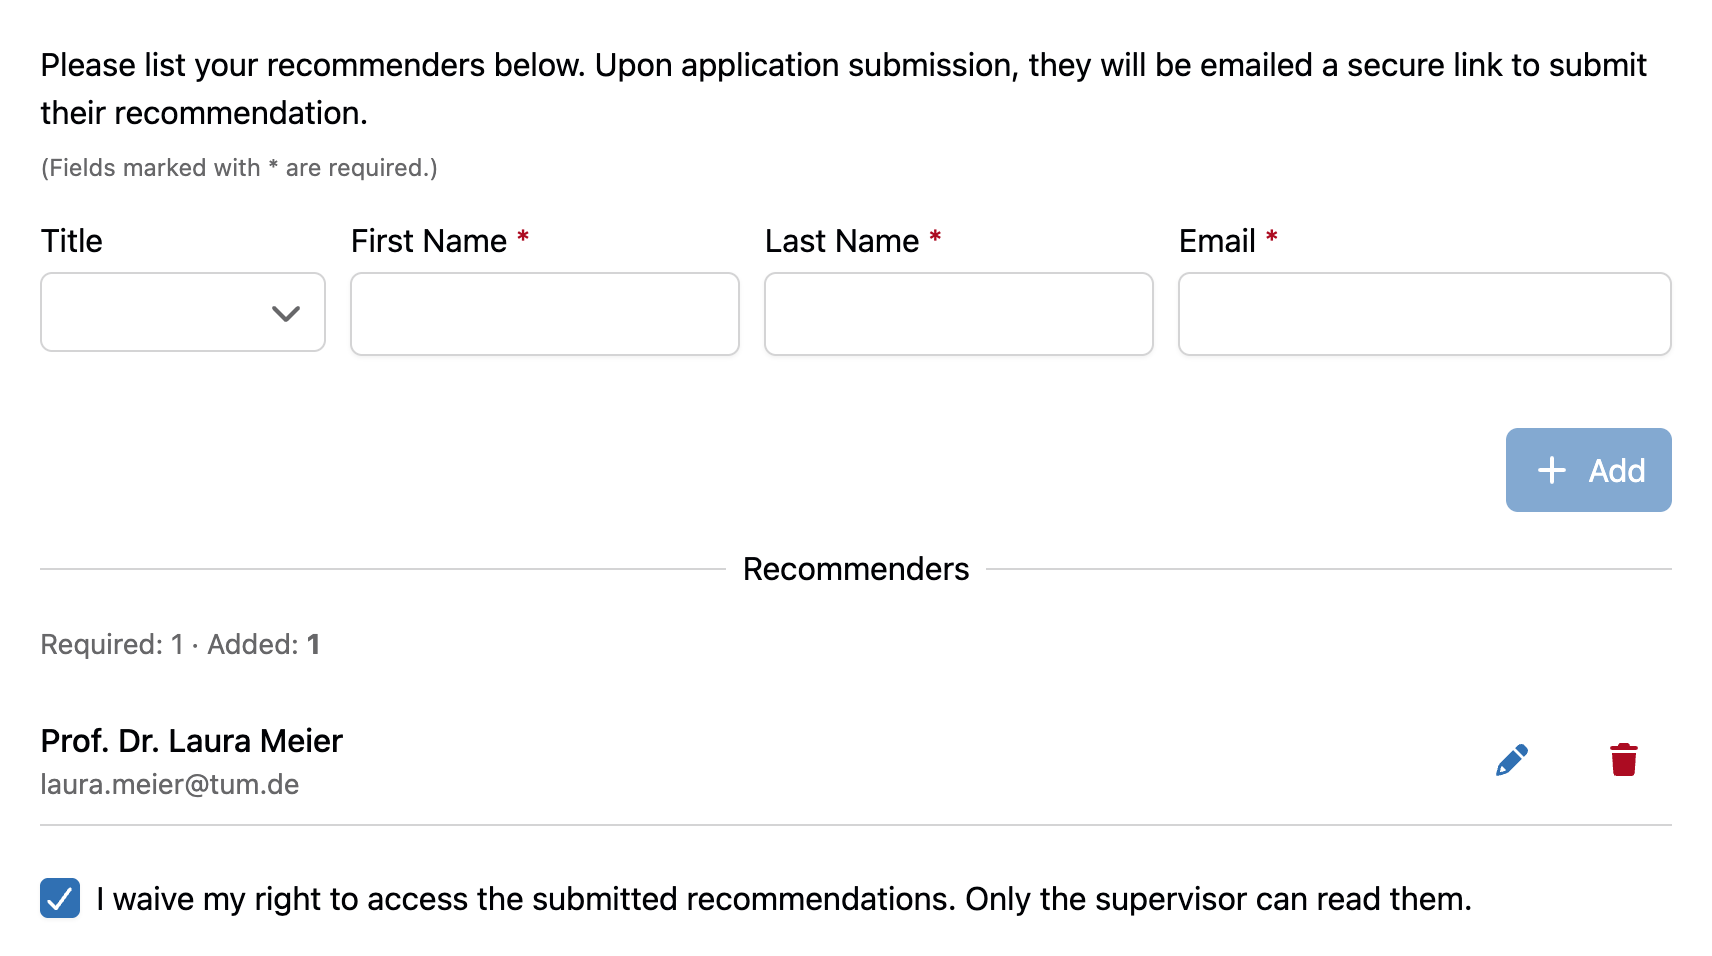 Please list your recommenders below. Upon application submission, they will be emailed a secure link to submit
their recommendation.
(Fields marked with * are required.)
Title First Name * Last Name * Email *
+ Add
Recommenders
Required: 1 · Added: 1
Prof. Dr. Laura Meier
laura.meier@tum.de
I waive my right to access the submitted recommendations. Only the supervisor can read them.